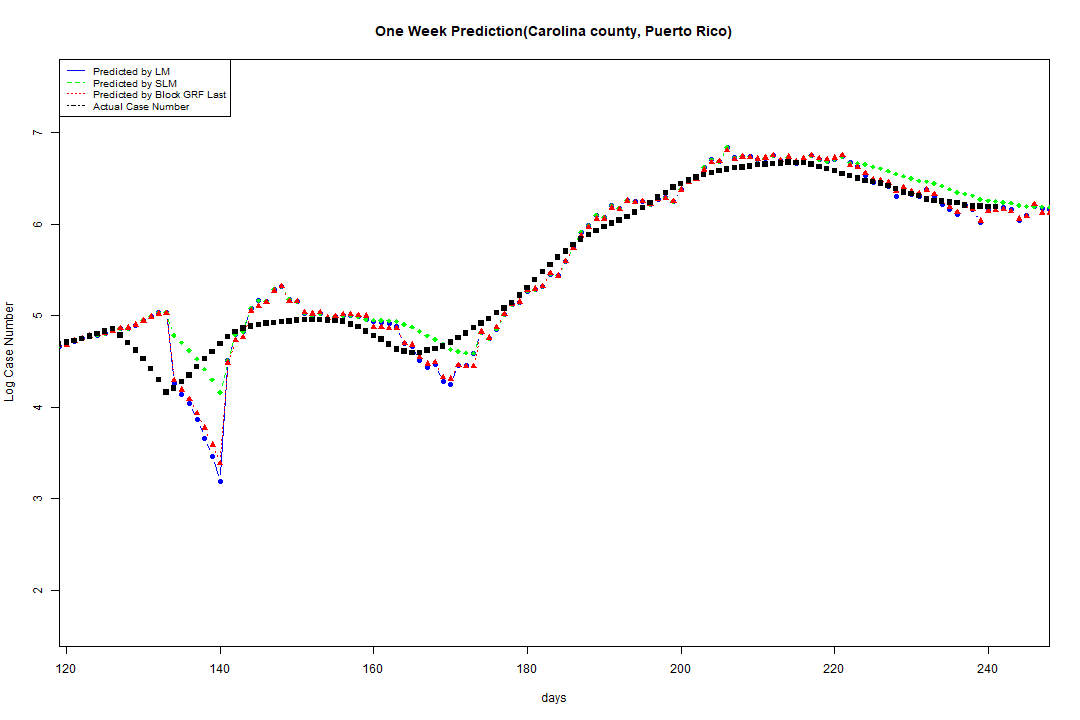 One Week Prediction(Carolina county, Puerto Rico)
Predicted by LM
Predicted by SLM
Predicted by Block GRF Last
Actual Case Number
7
6
5
4
3
2
Log Case Number
120 140 160 180 200 220 240
days